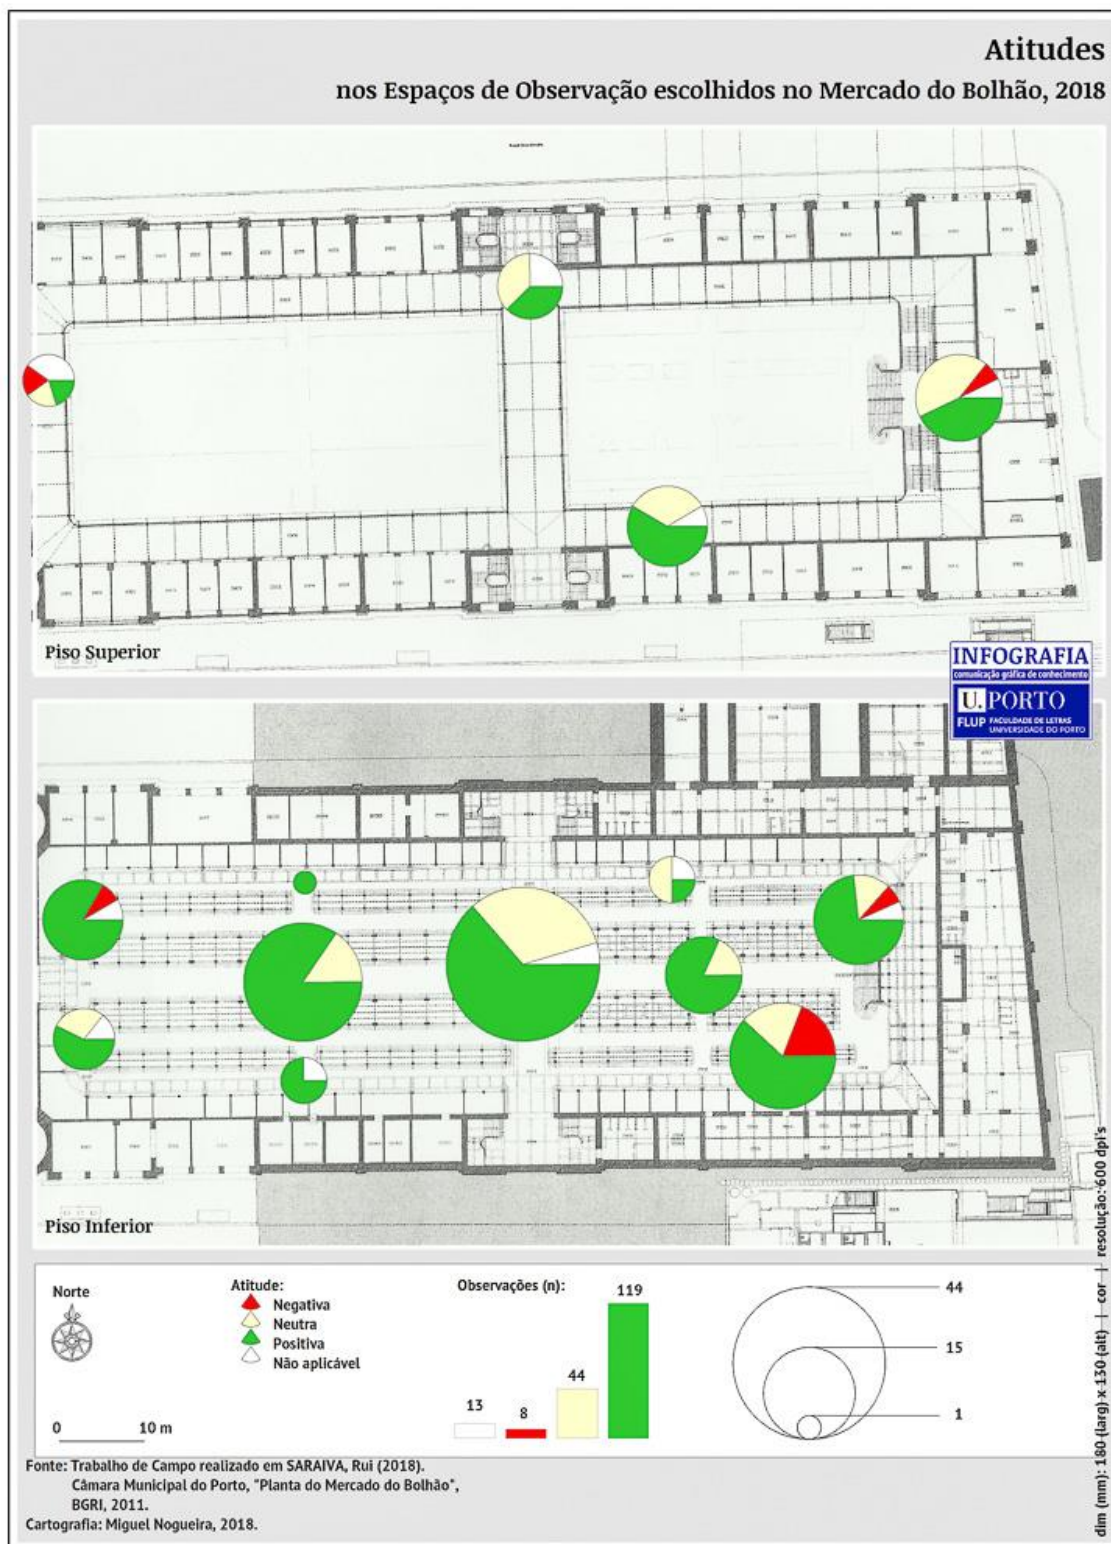 Atitudes
nos Espaços de Observação escolhidos no Mercado do Bolhão, 2018
Piso Superior
INFOGRAFIA
comunicação gráfica de conhecimento
U. PORTO
FLUP FACULDADE DE LETRAS
UNIVERSIDADE DO PORTO
Piso Inferior
Norte
0 10 m
Atitude:
Negativa
Neutra
Positiva
Não aplicável
Observações (n):
13
8
44
119
44
15
1
dim (mm): 180 (larg) x 130 (alt) | cor | resolução: 600 dpi's
Fonte: Trabalho de Campo realizado em SARAIVA, Rui (2018).
Câmara Municipal do Porto, "Planta do Mercado do Bolhão",
BGRI, 2011.
Cartografia: Miguel Nogueira, 2018.